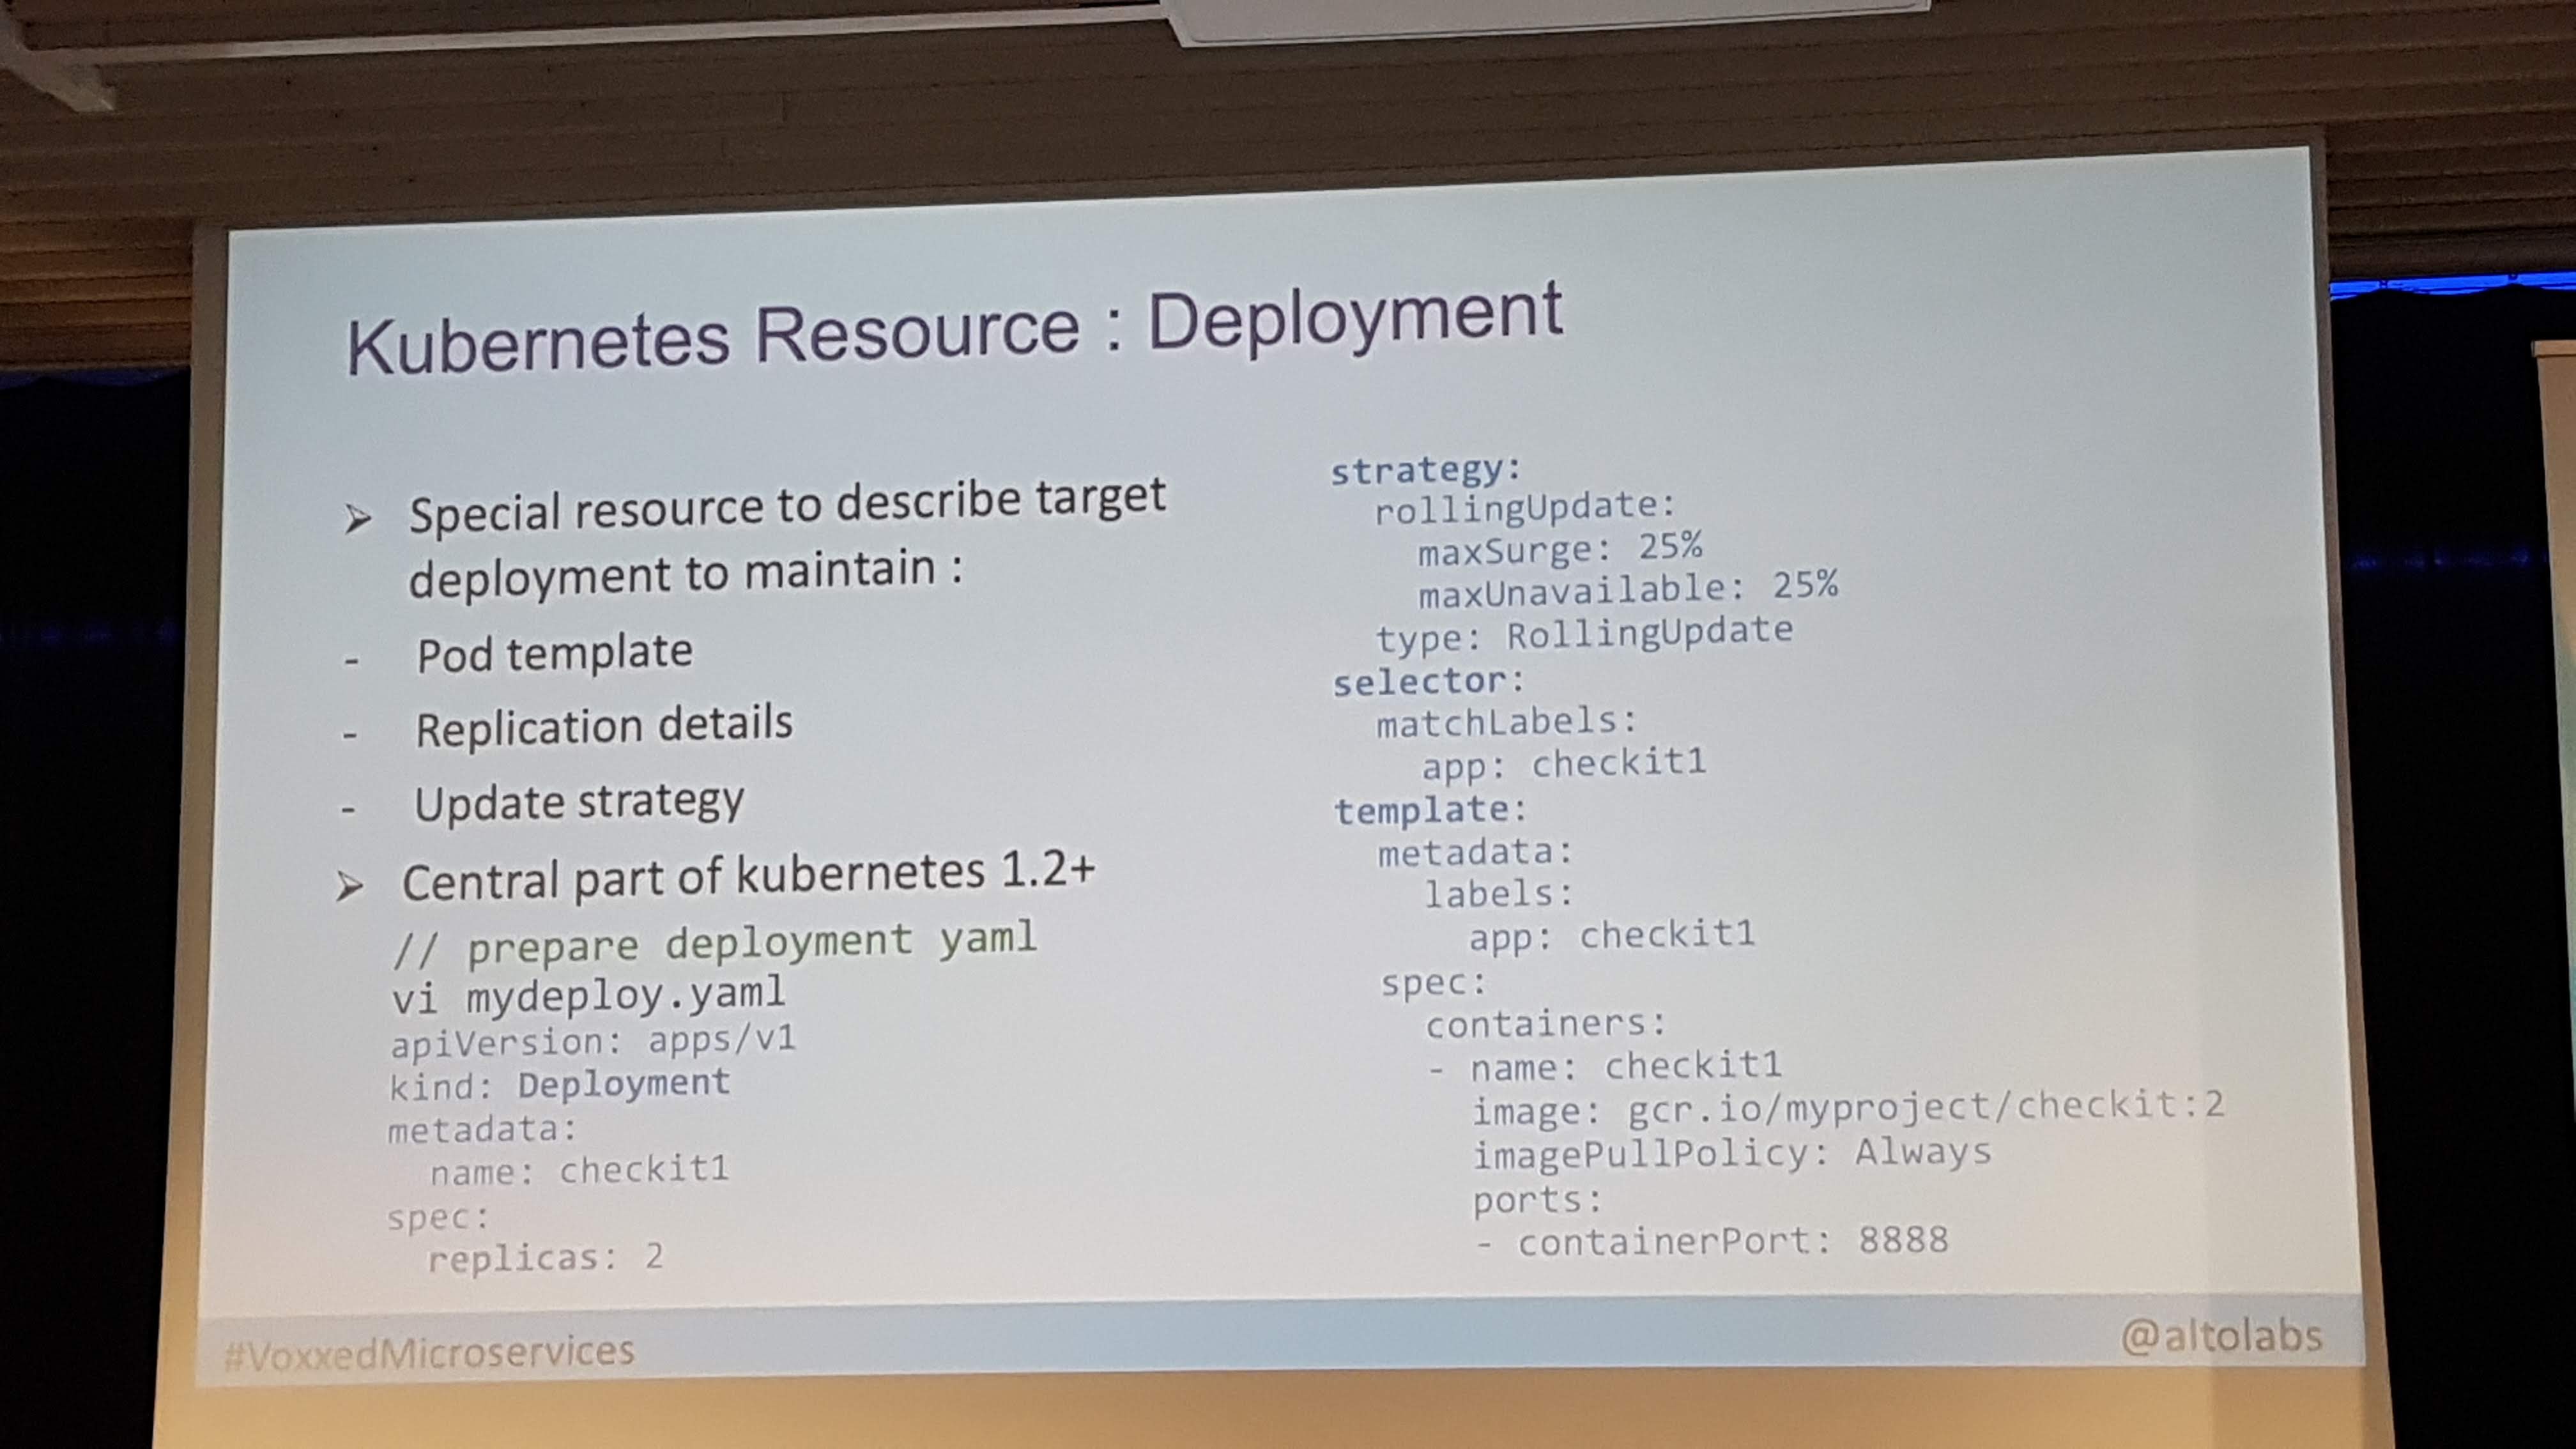 Kubernetes Resource : Deployment
➢ Special resource to describe target
deployment to maintain :
- Pod template
- Replication details
- Update strategy
➢ Central part of kubernetes 1.2+
// prepare deployment yaml
vi mydeploy.yaml
apiVersion: apps/v1
kind: Deployment
metadata:
  name: checkit1
spec:
  replicas: 2
strategy:
  rollingUpdate:
    maxSurge: 25%
    maxUnavailable: 25%
  type: RollingUpdate
selector:
  matchLabels:
    app: checkit1
template:
  metadata:
    labels:
      app: checkit1
  spec:
    containers:
    - name: checkit1
      image: gcr.io/myproject/checkit:2
      imagePullPolicy: Always
      ports:
      - containerPort: 8888
#VoxxedMicroservices
@altolabs